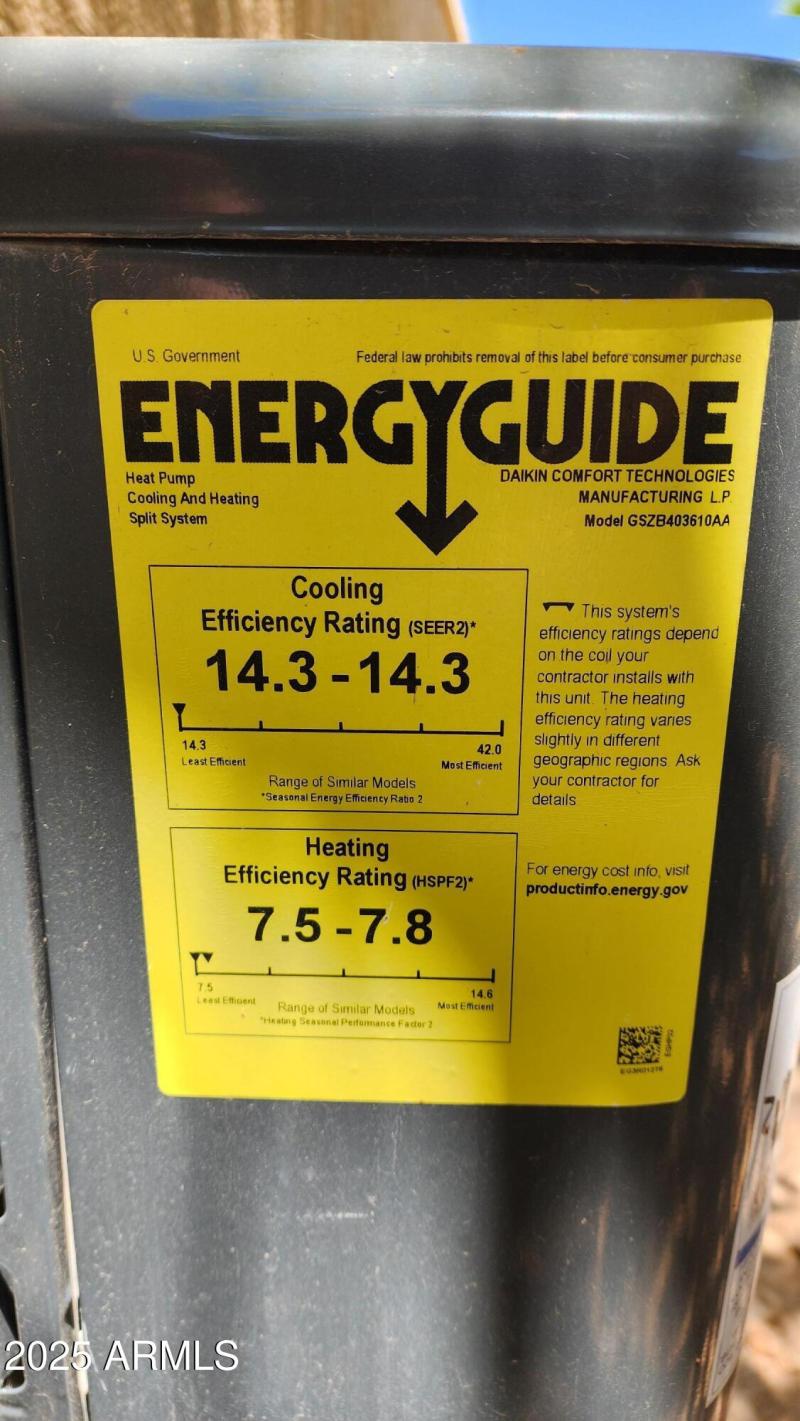 U.S. Government
Federal law prohibits removal of this label before consumer purchase
ENERGYGUIDE
Heat Pump
Cooling And Heating
Split System
DAIKIN COMFORT TECHNOLOGIES
MANUFACTURING L.P.
Model GSZB403610AA
Cooling
Efficiency Rating (SEER2)*
14.3 - 14.3
14.3
42.0
Least Efficient
Most Efficient
Range of Similar Models
*Seasonal Energy Efficiency Ratio 2
This system's
efficiency ratings depend
on the coil your
contractor installs with
this unit. The heating
efficiency rating varies
slightly in different
geographic regions. Ask
your contractor for
details
Heating
Efficiency Rating (HSPF2)*
7.5 - 7.8
7.5
14.6
Least Efficient
Most Efficient
Range of Similar Models
*Heating Seasonal Performance Factor 2
For energy cost info, visit
productinfo.energy.gov
2025 ARMLS